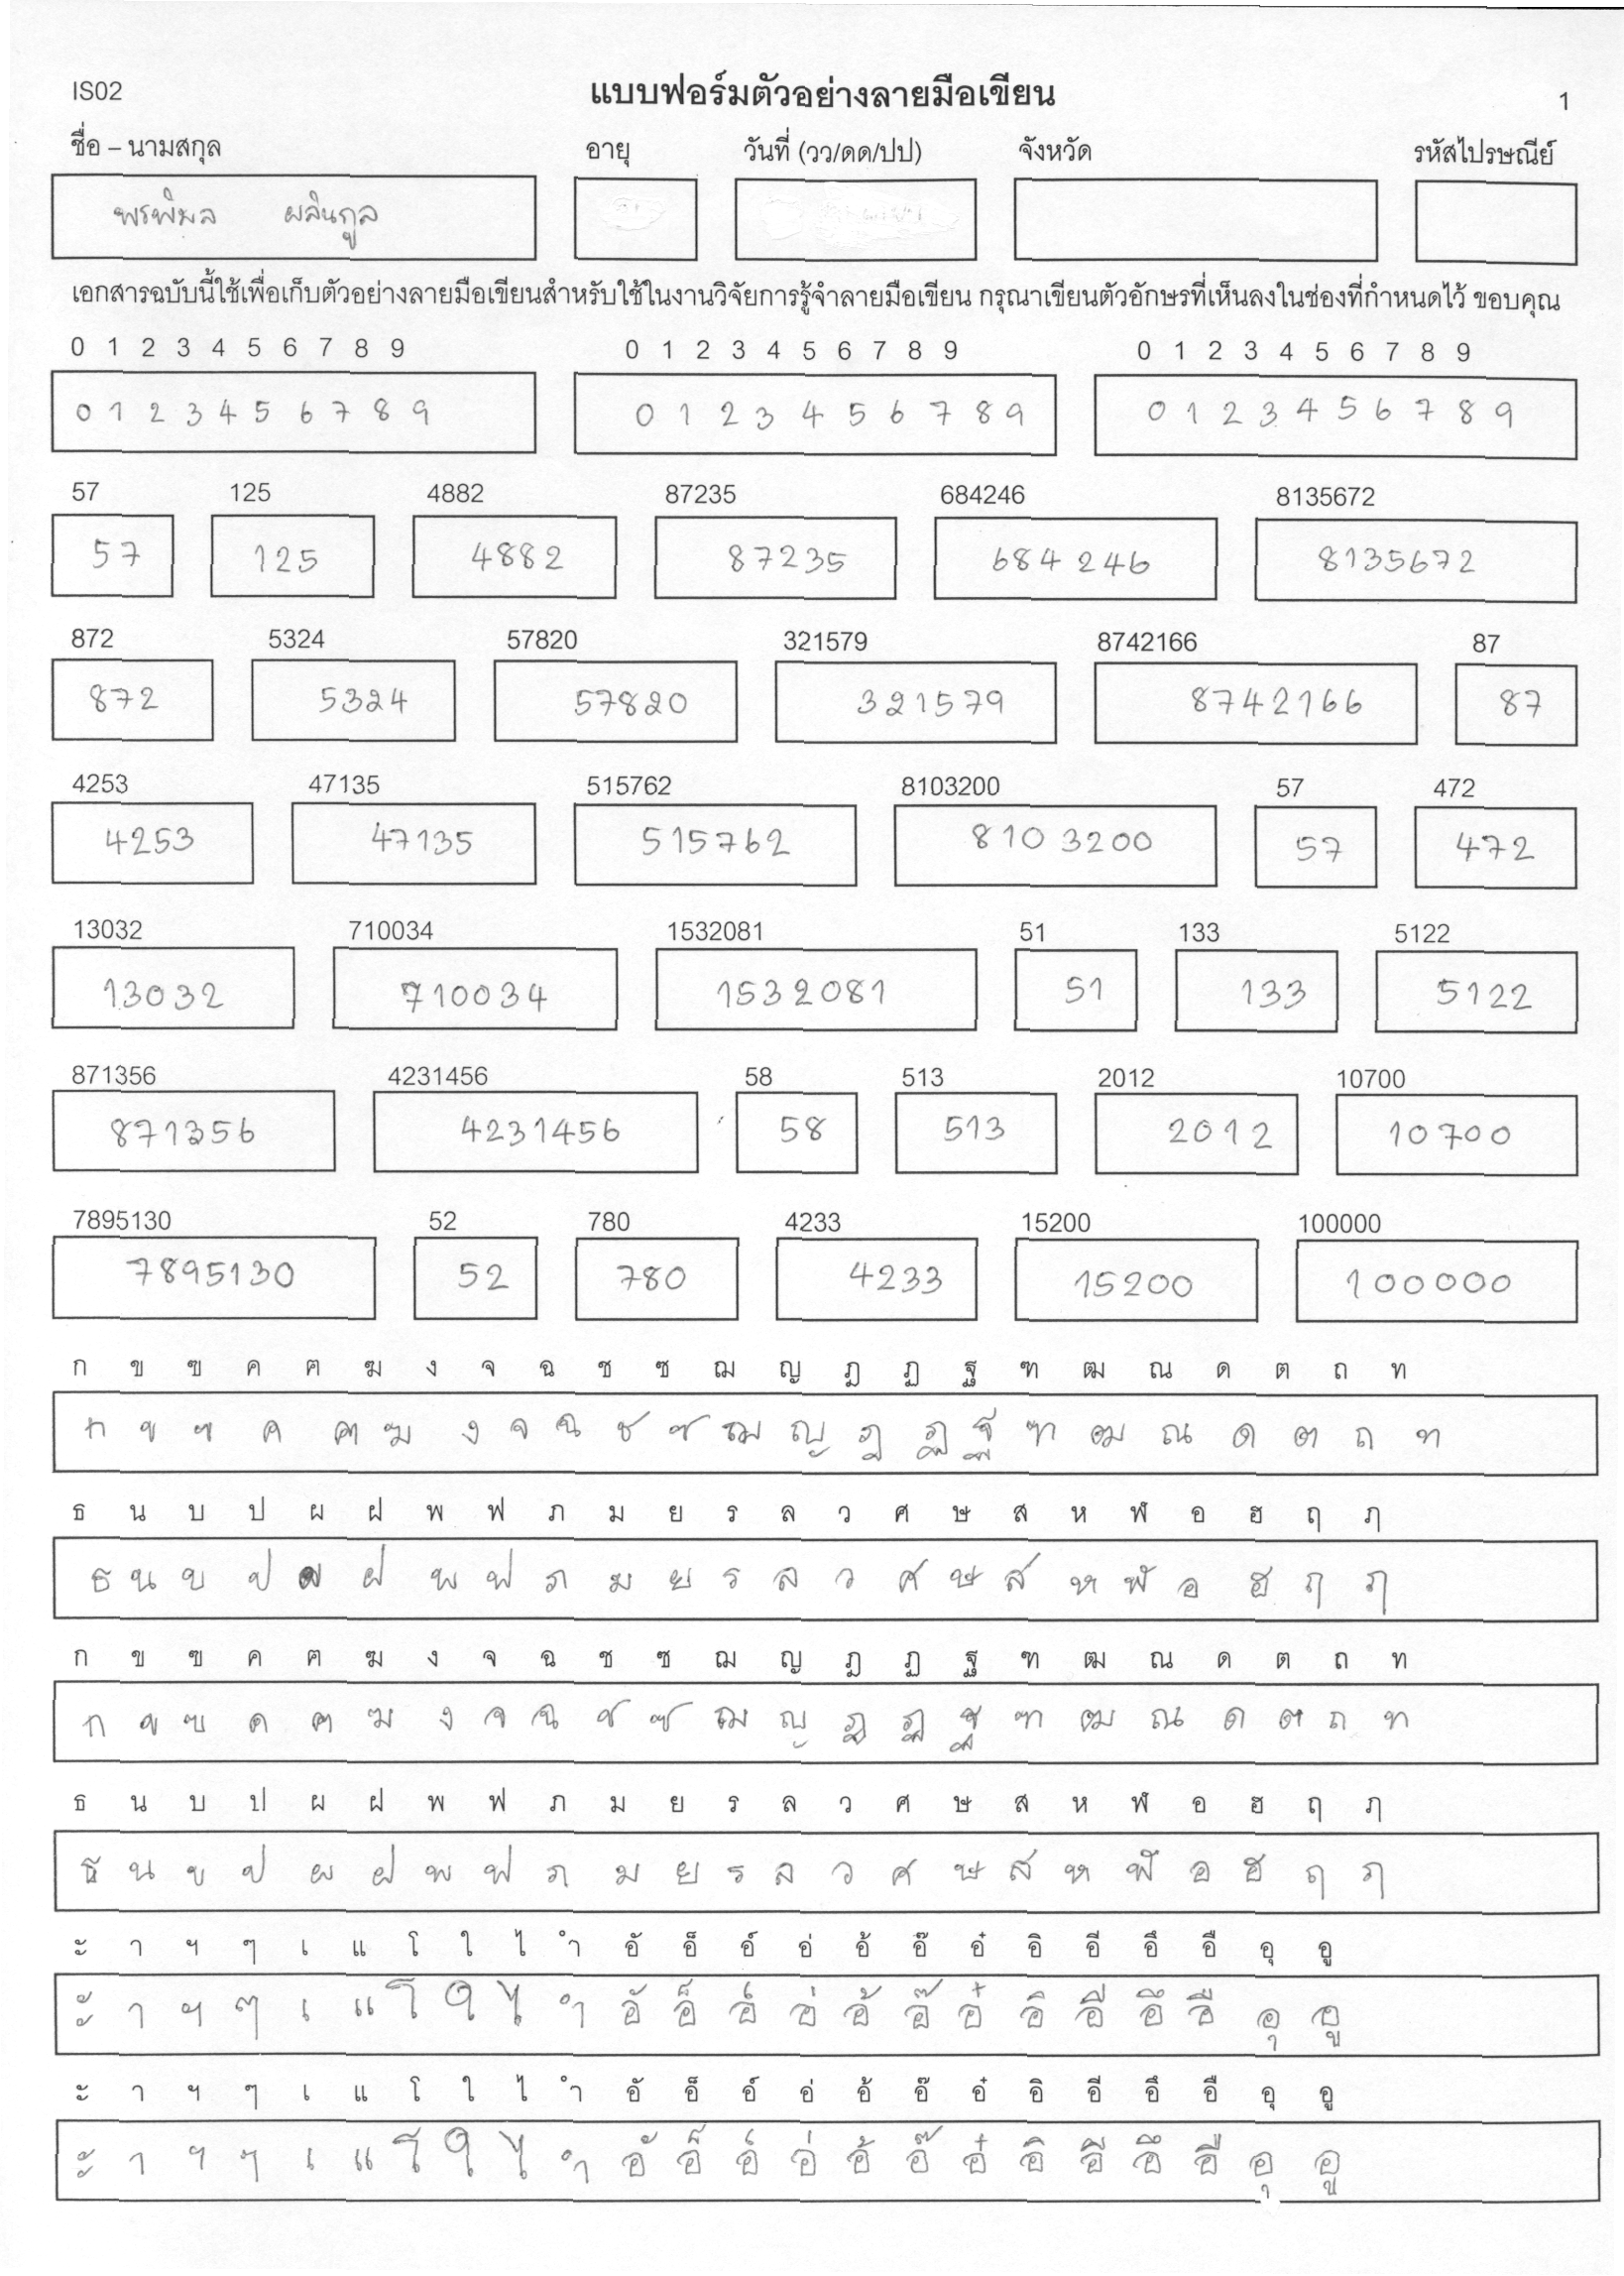 IS02 แบบฟอร์มตัวอย่างลายมือเขียน 1
ชื่อ – นามสกุล อายุ วันที่ (วว/ดด/ปป) จังหวัด รหัสไปรษณีย์
พรพิมล ผลินกูล
เอกสารฉบับนี้ใช้เพื่อเก็บตัวอย่างลายมือเขียนสำหรับใช้ในงานวิจัยการรู้จำลายมือเขียน กรุณาเขียนตัวอักษรที่เห็นลงในช่องที่กำหนดไว้ ขอบคุณ
0 1 2 3 4 5 6 7 8 9 0 1 2 3 4 5 6 7 8 9 0 1 2 3 4 5 6 7 8 9
0 1 2 3 4 5 6 7 8 9 0 1 2 3 4 5 6 7 8 9 0 1 2 3 4 5 6 7 8 9
57 125 4882 87235 684246 8135672
57 125 4882 87235 684246 8135672
872 5324 57820 321579 8742166 87
872 5324 57820 321579 8742166 87
4253 47135 515762 8103200 57 472
4253 47135 515762 8103200 57 472
13032 710034 1532081 51 133 5122
13032 710034 1532081 51 133 5122
871356 4231456 58 513 2012 10700
871356 4231456 58 513 2012 10700
7895130 52 780 4233 15200 100000
7895130 52 780 4233 15200 100000
ก ข ฃ ค ฅ ฆ ง จ ฉ ช ซ ฌ ญ ฎ ฏ ฐ ฑ ฒ ณ ด ต ถ ท
ก ข ฃ ค ฅ ฆ ง จ ฉ ช ซ ฌ ญ ฎ ฏ ฐ ฑ ฒ ณ ด ต ถ ท
ธ น บ ป ผ ฝ พ ฟ ภ ม ย ร ล ว ศ ษ ส ห ฬ อ ฮ ฤ ฦ
ธ น บ ป ผ ฝ พ ฟ ภ ม ย ร ล ว ศ ษ ส ห ฬ อ ฮ ฤ ฦ
ก ข ฃ ค ฅ ฆ ง จ ฉ ช ซ ฌ ญ ฎ ฏ ฐ ฑ ฒ ณ ด ต ถ ท
ก ข ฃ ค ฅ ฆ ง จ ฉ ช ซ ฌ ญ ฎ ฏ ฐ ฑ ฒ ณ ด ต ถ ท
ธ น บ ป ผ ฝ พ ฟ ภ ม ย ร ล ว ศ ษ ส ห ฬ อ ฮ ฤ ฦ
ธ น บ ป ผ ฝ พ ฟ ภ ม ย ร ล ว ศ ษ ส ห ฬ อ ฮ ฤ ฦ
ะ า ฯ ๆ เ แ โ ใ ไ ำ อั อ็ อ์ อ่ อ้ อ๊ อ๋ อิ อี อึ อื อุ อู
ะ า ฯ ๆ เ แ โ ใ ไ ำ อั อ็ อ์ อ่ อ้ อ๊ อ๋ อิ อี อึ อื อุ อู
ะ า ฯ ๆ เ แ โ ใ ไ ำ อั อ็ อ์ อ่ อ้ อ๊ อ๋ อิ อี อึ อื อุ อู
ะ า ฯ ๆ เ แ โ ใ ไ ำ อั อ็ อ์ อ่ อ้ อ๊ อ๋ อิ อี อึ อื อุ อู